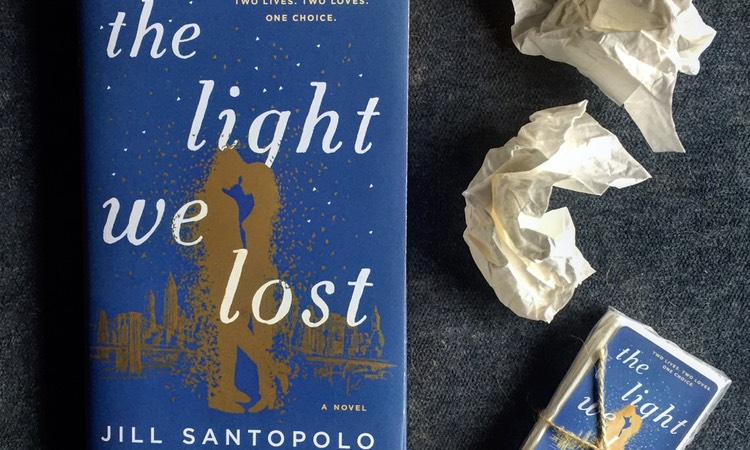 TWO LIVES. TWO LOVES.
ONE CHOICE.
the
light
we
lost
A NOVEL
JILL SANTOPOLO
TWO LIVES. TWO LOVES.
ONE CHOICE.
the
light
we